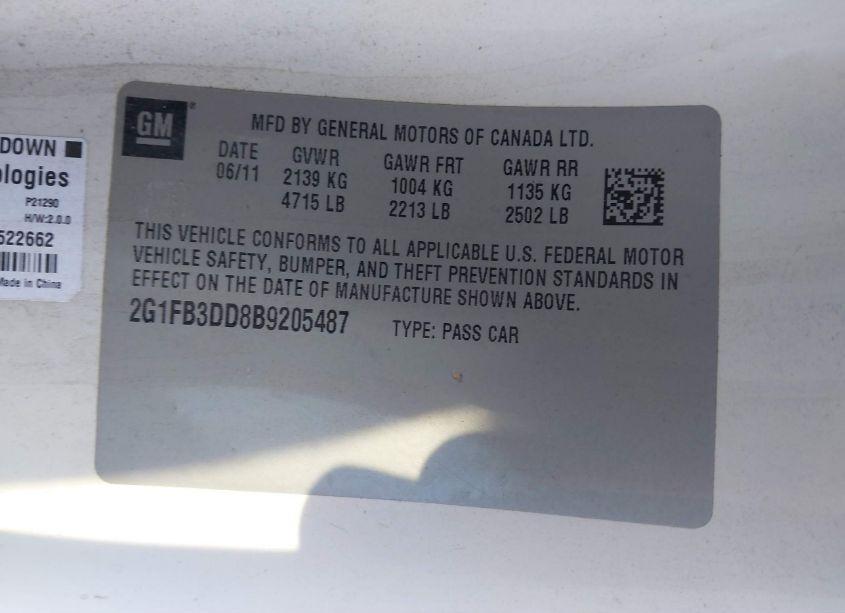 DOWN
ologies
P21290
H/W:2.0.0
522662
Made in China
GM
®
MFD BY GENERAL MOTORS OF CANADA LTD.
DATE GVWR GAWR FRT GAWR RR
06/11 2139 KG 1004 KG 1135 KG
4715 LB 2213 LB 2502 LB
THIS VEHICLE CONFORMS TO ALL APPLICABLE U.S. FEDERAL MOTOR
VEHICLE SAFETY, BUMPER, AND THEFT PREVENTION STANDARDS IN
EFFECT ON THE DATE OF MANUFACTURE SHOWN ABOVE.
2G1FB3DD8B9205487 TYPE: PASS CAR